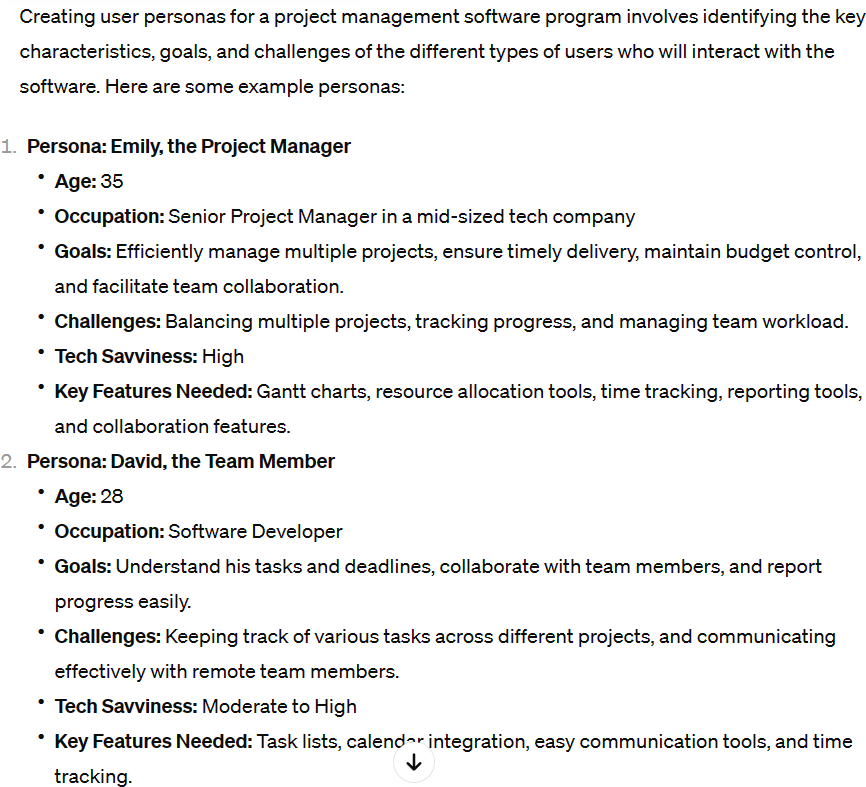 Creating user personas for a project management software program involves identifying the key
characteristics, goals, and challenges of the different types of users who will interact with the
software. Here are some example personas:
1. Persona: Emily, the Project Manager
• Age: 35
• Occupation: Senior Project Manager in a mid-sized tech company
• Goals: Efficiently manage multiple projects, ensure timely delivery, maintain budget control,
and facilitate team collaboration.
• Challenges: Balancing multiple projects, tracking progress, and managing team workload.
• Tech Savviness: High
• Key Features Needed: Gantt charts, resource allocation tools, time tracking, reporting tools,
and collaboration features.
2. Persona: David, the Team Member
• Age: 28
• Occupation: Software Developer
• Goals: Understand his tasks and deadlines, collaborate with team members, and report
progress easily.
• Challenges: Keeping track of various tasks across different projects, and communicating
effectively with remote team members.
• Tech Savviness: Moderate to High
• Key Features Needed: Task lists, calendar integration, easy communication tools, and time
tracking.